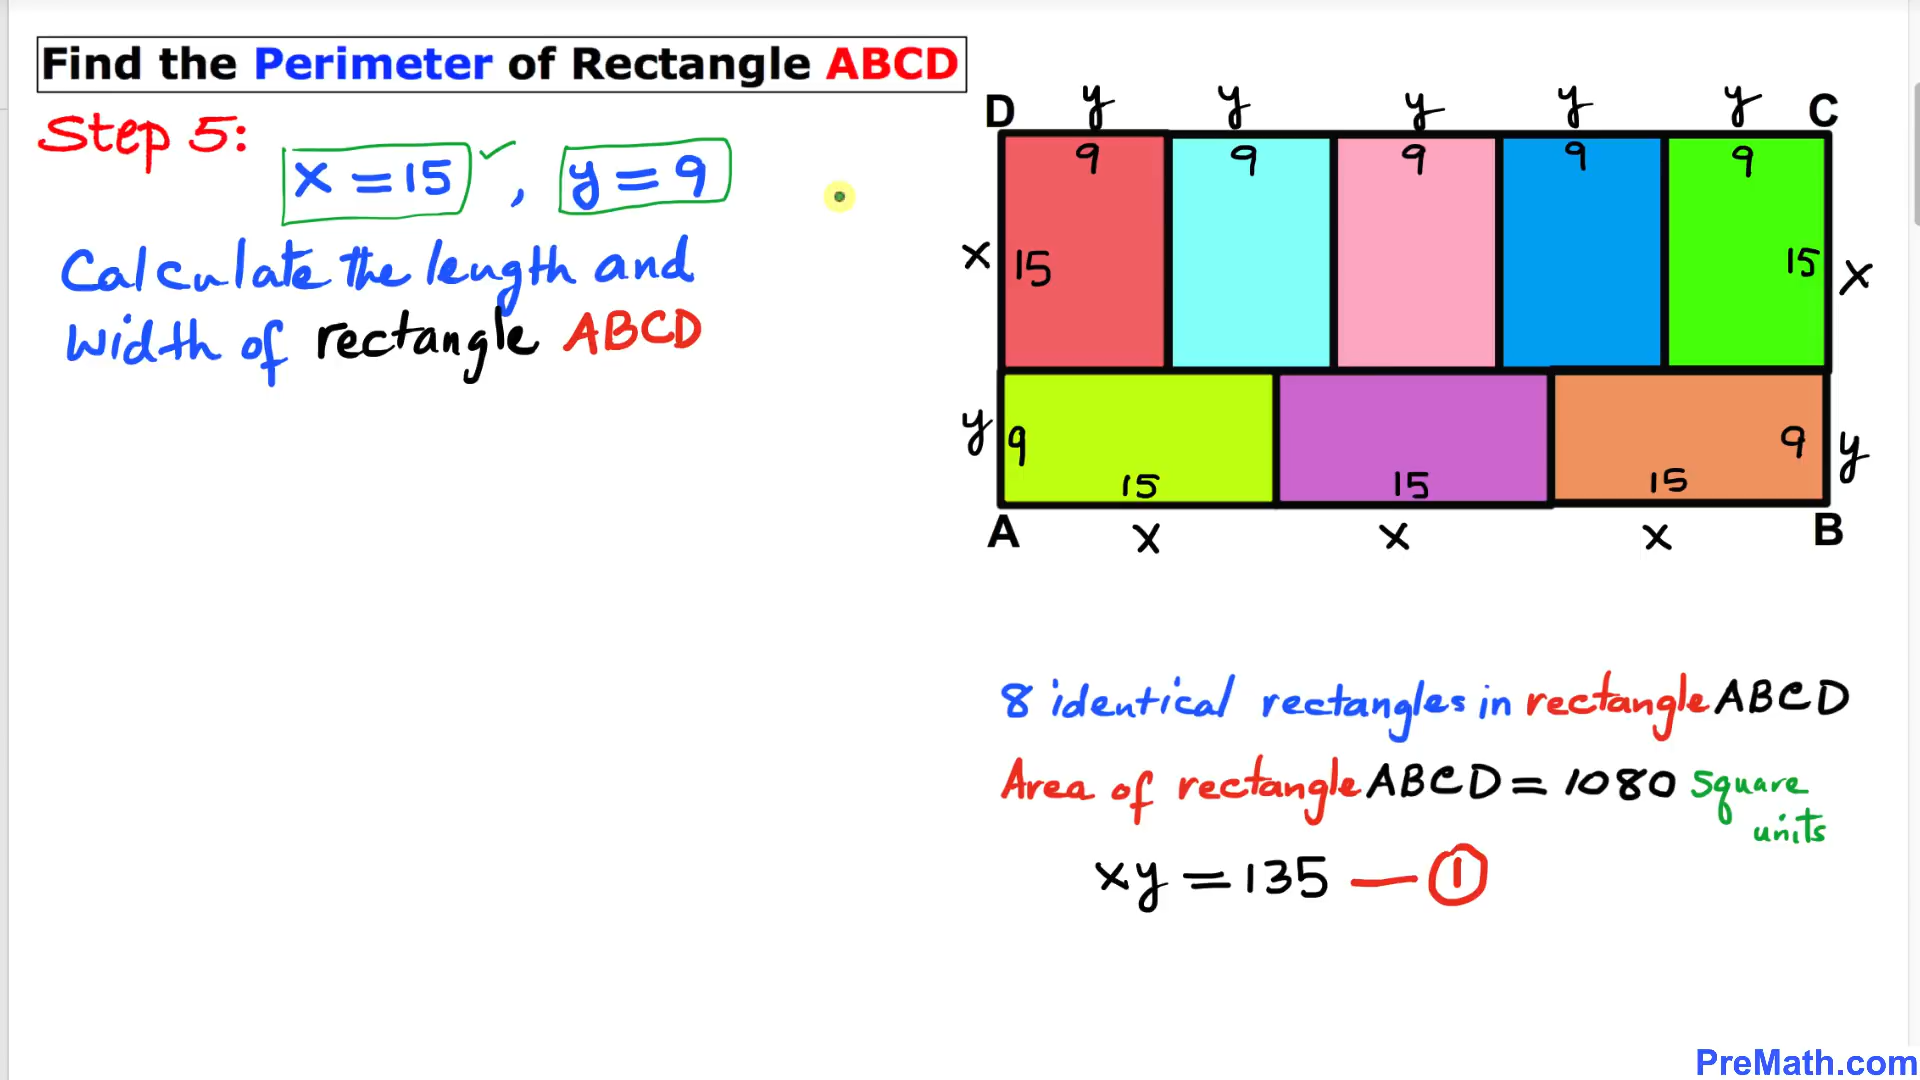 Find the Perimeter of Rectangle ABCD
Step 5:
x = 15 , y = 9
Calculate the length and
width of rectangle ABCD
D y y y y y C
9 9 9 9 9
x 15 15 x
y 9 9 y
15 15 15
A x x x B
8 identical rectangles in rectangle ABCD
Area of rectangle ABCD = 1080 square
units
xy = 135 — 1
PreMath.com